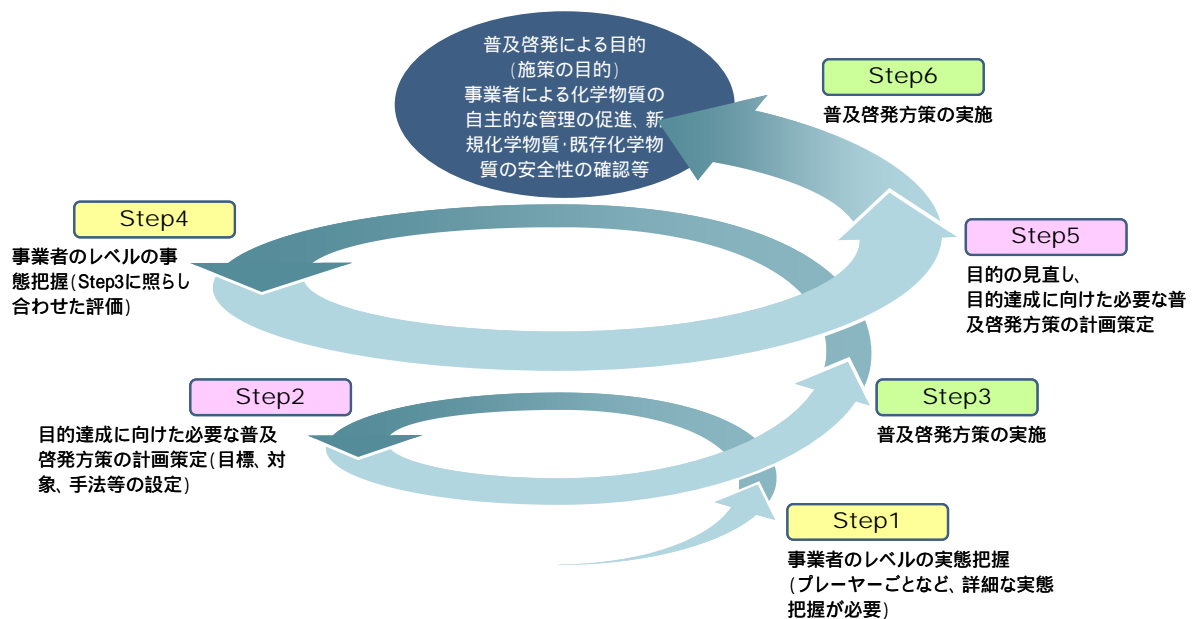 普及啓発による目的
(施策の目的)
事業者による化学物質の
自主的な管理の促進、新
規化学物質・既存化学物
質の安全性の確認等
Step6
普及啓発方策の実施
Step4
事業者のレベルの事
態把握(Step3に照らし
合わせた評価)
Step5
目的の見直し、
目的達成に向けた必要な普
及啓発方策の計画策定
Step2
目的達成に向けた必要な普及
啓発方策の計画策定(目標、対
象、手法等の設定)
Step3
普及啓発方策の実施
Step1
事業者のレベルの実態把握
(プレーヤーごとなど、詳細な実態
把握が必要)